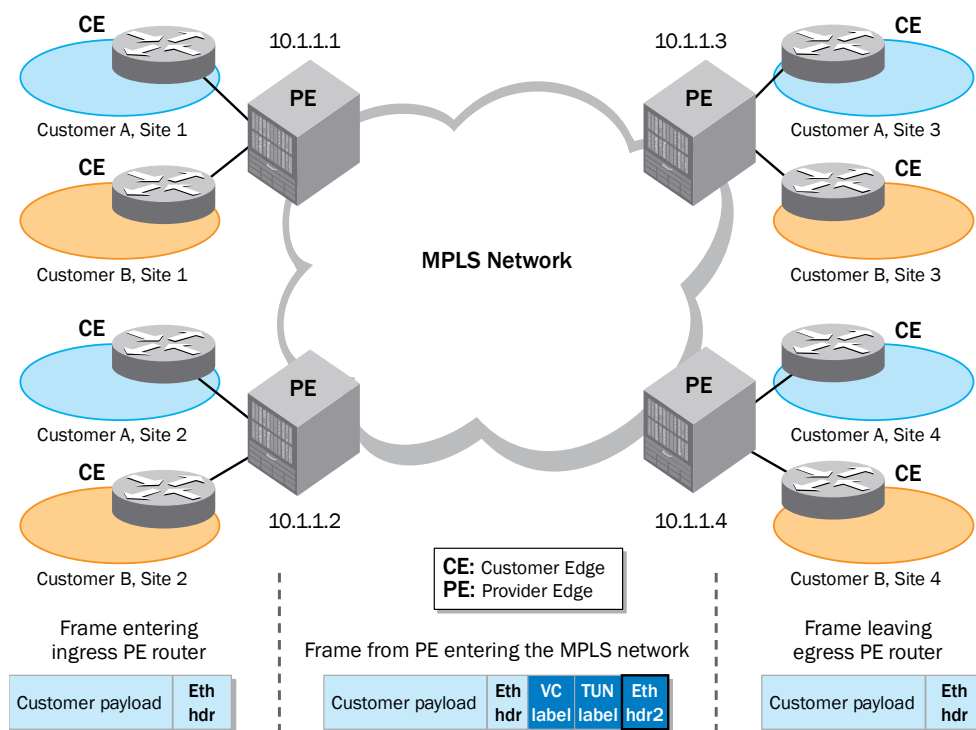 CE
10.1.1.1
10.1.1.3
CE
PE
PE
Customer A, Site 1
Customer A, Site 3
CE
CE
Customer B, Site 1
MPLS Network
Customer B, Site 3
CE
CE
PE
PE
Customer A, Site 2
Customer A, Site 4
CE
CE
10.1.1.2
10.1.1.4
Customer B, Site 2
CE: Customer Edge
PE: Provider Edge
Customer B, Site 4
Frame entering
ingress PE router
Frame from PE entering the MPLS network
Frame leaving
egress PE router
Customer payload
Eth
hdr
Customer payload
Eth
hdr
VC
label
TUN
label
Eth
hdr2
Customer payload
Eth
hdr